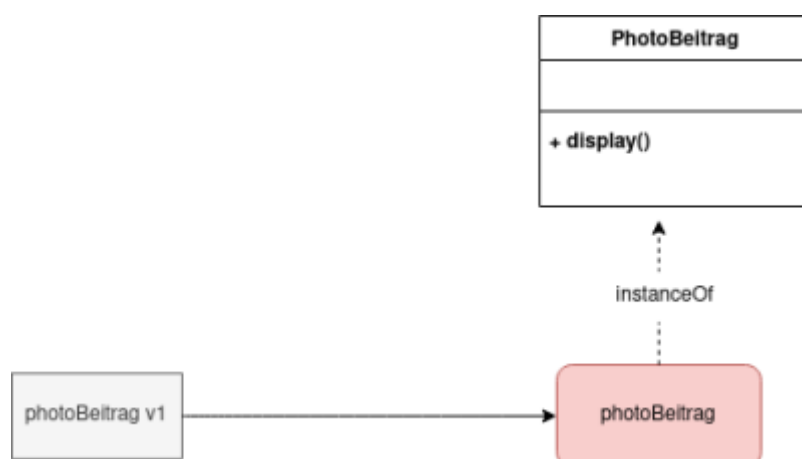 PhotoBeitrag
+ display()
instanceOf
photoBeitrag v1
photoBeitrag